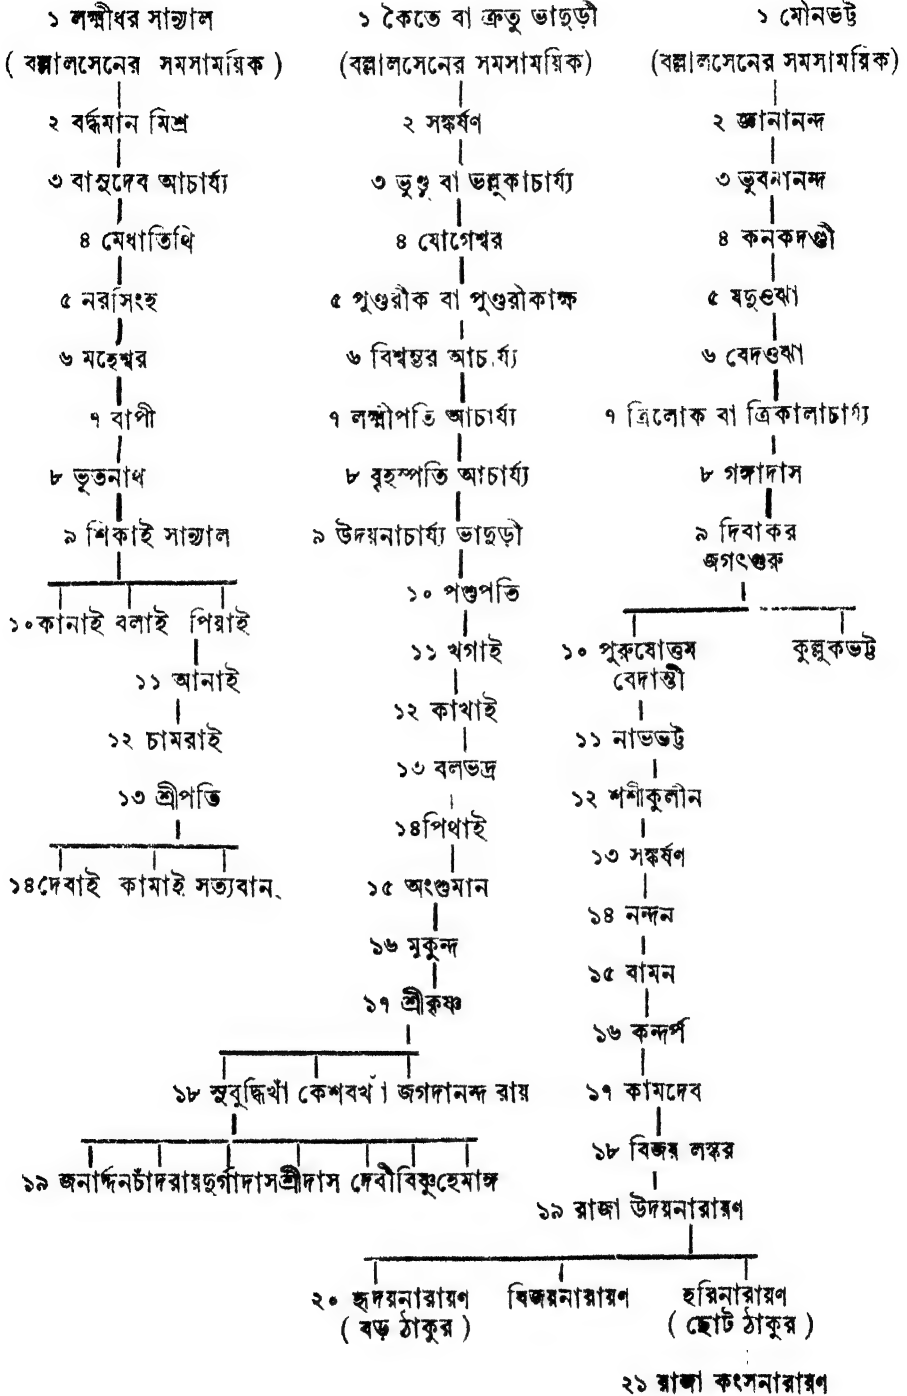 ১ লক্ষ্মীধর সান্যাল
( বল্লালসেনের সমসাময়িক )
২ বর্দ্ধমান মিশ্র
৩ বাসুদেব আচার্য্য
৪ মেধাতিথি
৫ নরসিংহ
৬ মহেশ্বর
৭ বাপী
৮ ভূতনাথ
৯ শিকাই সান্যাল
১০ কানাই বলাই পিয়াই
১১ আনাই
১২ চামরাই
১৩ শ্রীপতি
১৪ দেবাই কামাই সত্যবান্
১ কৈতে বা ক্রতু ভাদুড়ী
(বল্লালসেনের সমসাময়িক)
২ সঙ্কর্ষণ
৩ ভুণ্ডু বা ভল্লুকাচার্য্য
৪ যোগেশ্বর
৫ পুণ্ডরীক বা পুণ্ডরীকাক্ষ
৬ বিশ্বম্ভর আচার্য্য
৭ লক্ষ্মীপতি আচার্য্য
৮ বৃহস্পতি আচার্য্য
৯ উদয়নাচার্য্য ভাদুড়ী
১০ পশুপতি
১১ খগাই
১২ কাখাই
১৩ বলভদ্র
১৪ পিথাই
১৫ অংশুমান
১৬ মুকুন্দ
১৭ শ্রীকৃষ্ণ
১৮ সুবুদ্ধিখাঁ কেশবখাঁ জগদানন্দ রায়
১৯ জনার্দ্দন চাঁদরায় দুর্গাদাস শ্রীদাস দেবী বিষ্ণু হেমাঙ্গ
১ মৌনভট্ট
(বল্লালসেনের সমসাময়িক)
২ জ্ঞানানন্দ
৩ ভুবনানন্দ
৪ কনকদণ্ডী
৫ যদুওঝা
৬ বেদওঝা
৭ ত্রিলোক বা ত্রিকালাচার্য্য
৮ গঙ্গাদাস
৯ দিবাকর
জগৎগুরু
১০ পুরুষোত্তম কুল্লুকভট্ট
বেদান্তী
১১ নাভভট্ট
১২ শশীকুলীন
১৩ সঙ্কর্ষণ
১৪ নন্দন
১৫ বামন
১৬ কন্দর্প
১৭ কামদেব
১৮ বিজয় লস্কর
১৯ রাজা উদয়নারায়ণ
২০ হৃদয়নারায়ণ বিজয়নারায়ণ হরিনারায়ণ
( বড় ঠাকুর ) ( ছোট ঠাকুর )
২১ রাজা কংসনারায়ণ